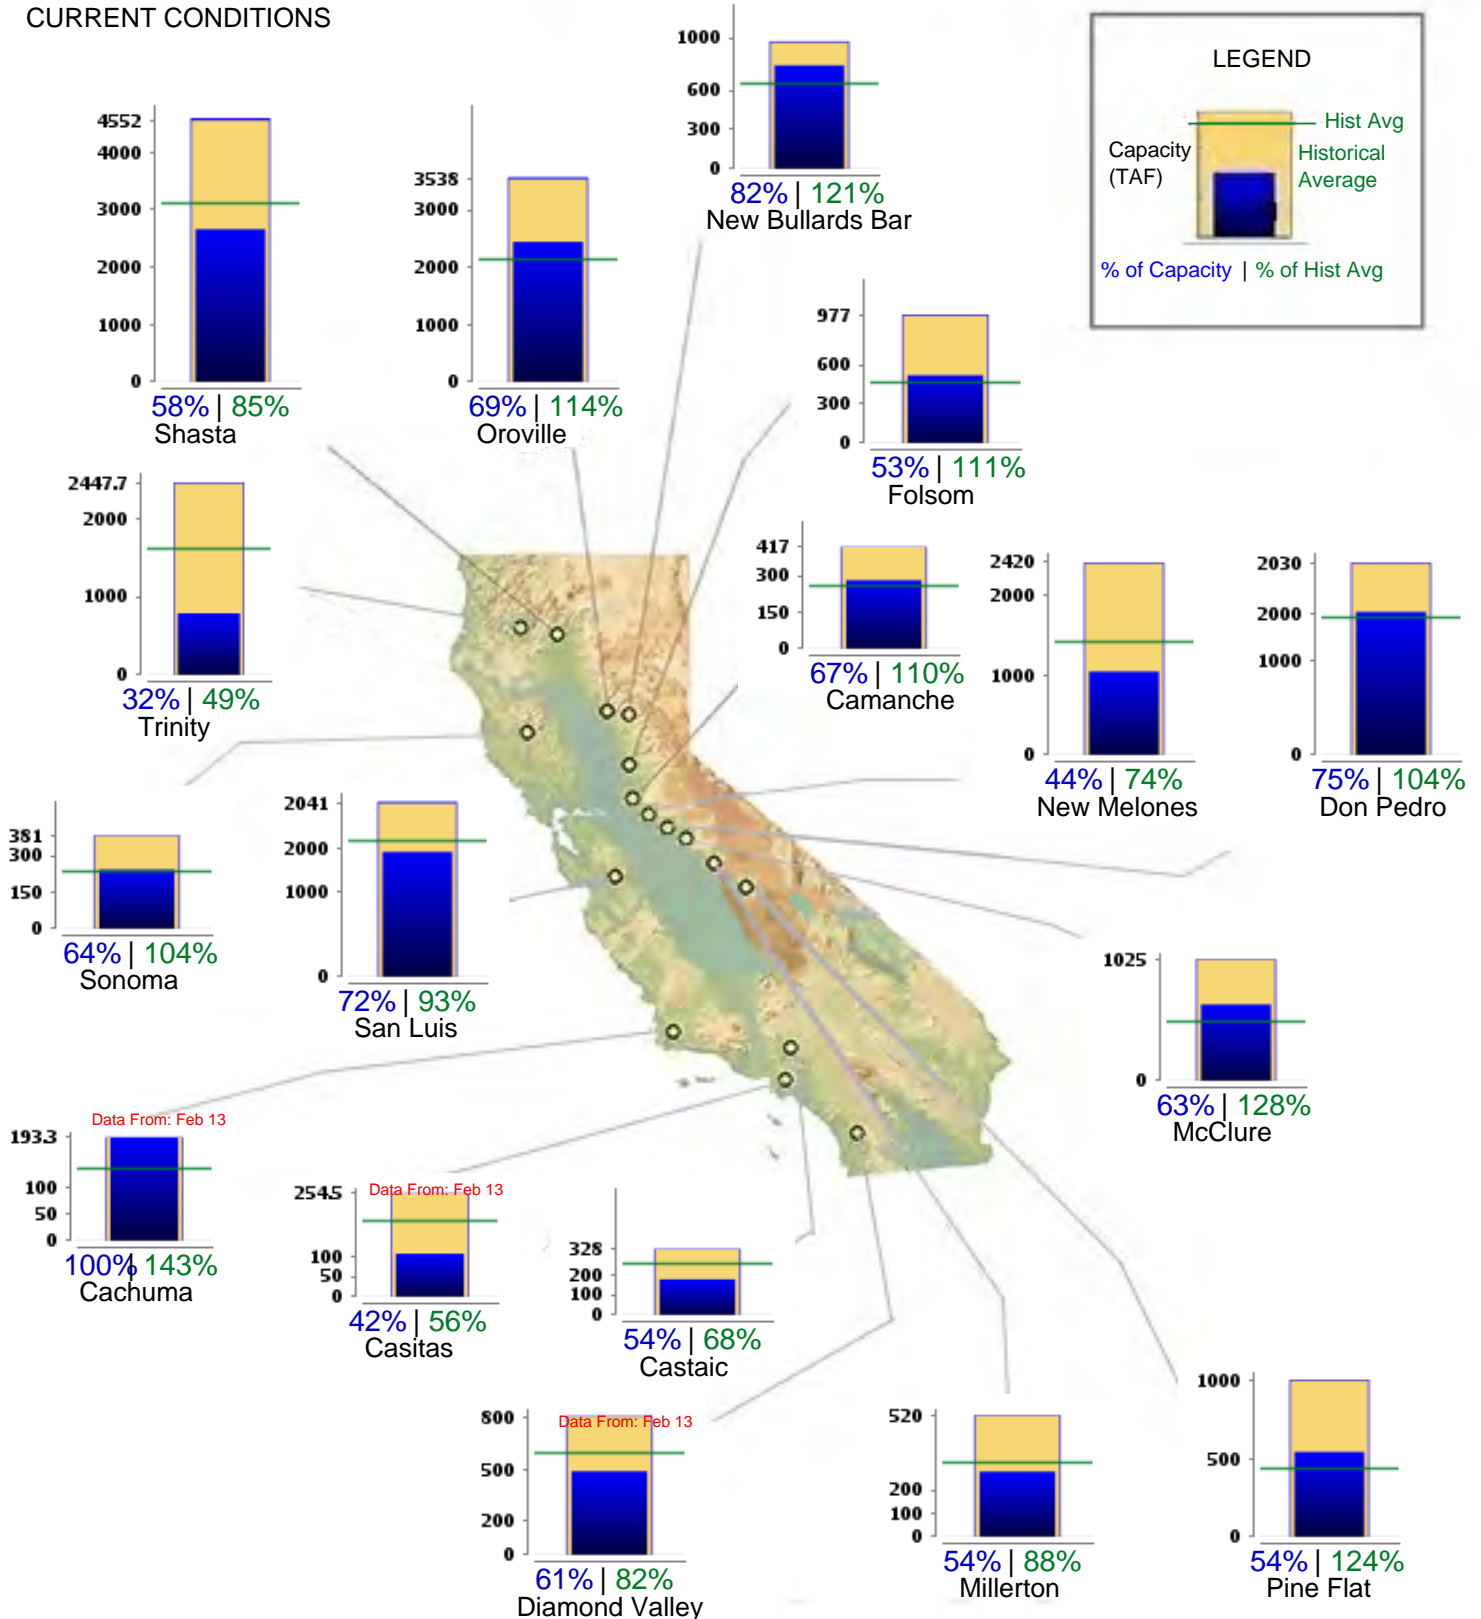 CURRENT CONDITIONS
1000
600
300
0
82% | 121%
New Bullards Bar
LEGEND
Hist Avg
Capacity
(TAF)
Historical
Average
% of Capacity | % of Hist Avg
4552
4000
3000
2000
1000
0
58% | 85%
Shasta
3538
3000
2000
1000
0
69% | 114%
Oroville
977
600
300
0
53% | 111%
Folsom
2447.7
2000
1000
0
32% | 49%
Trinity
417
300
150
0
67% | 110%
Camanche
2420
2000
1000
0
44% | 74%
New Melones
2030
2000
1000
0
75% | 104%
Don Pedro
381
300
150
0
64% | 104%
Sonoma
2041
2000
1000
0
72% | 93%
San Luis
1025
0
63% | 128%
McClure
Data From: Feb 13
193.3
100
50
0
100% | 143%
Cachuma
Data From: Feb 13
254.5
100
50
0
42% | 56%
Casitas
328
200
100
0
54% | 68%
Castaic
Data From: Feb 13
800
500
200
0
61% | 82%
Diamond Valley
520
200
100
0
54% | 88%
Millerton
1000
500
0
54% | 124%
Pine Flat